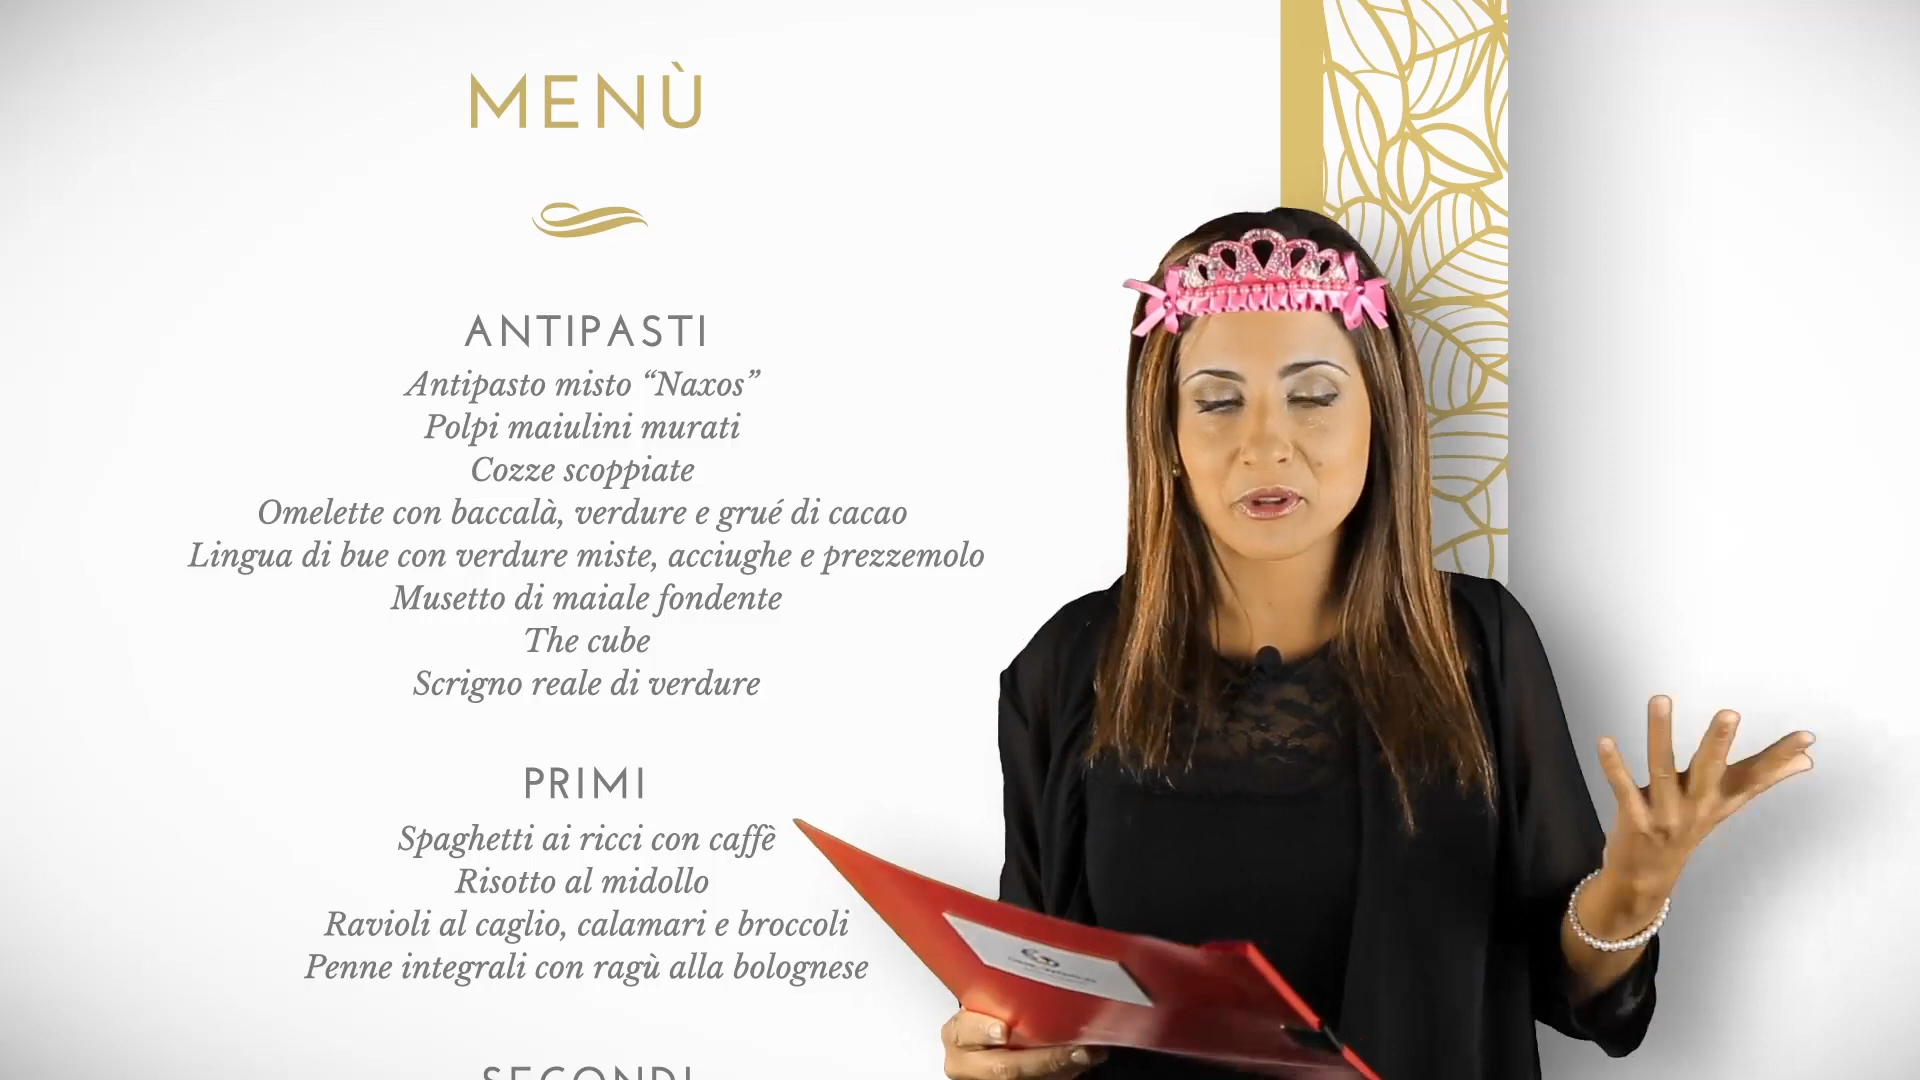 MENÙ
ANTIPASTI
Antipasto misto “Naxos”
Polpi maiulini murati
Cozze scoppiate
Omelette con baccalà, verdure e grué di cacao
Lingua di bue con verdure miste, acciughe e prezzemolo
Musetto di maiale fondente
The cube
Scrigno reale di verdure
PRIMI
Spaghetti ai ricci con caffè
Risotto al midollo
Ravioli al caglio, calamari e broccoli
Penne integrali con ragù alla bolognese
SECONDI